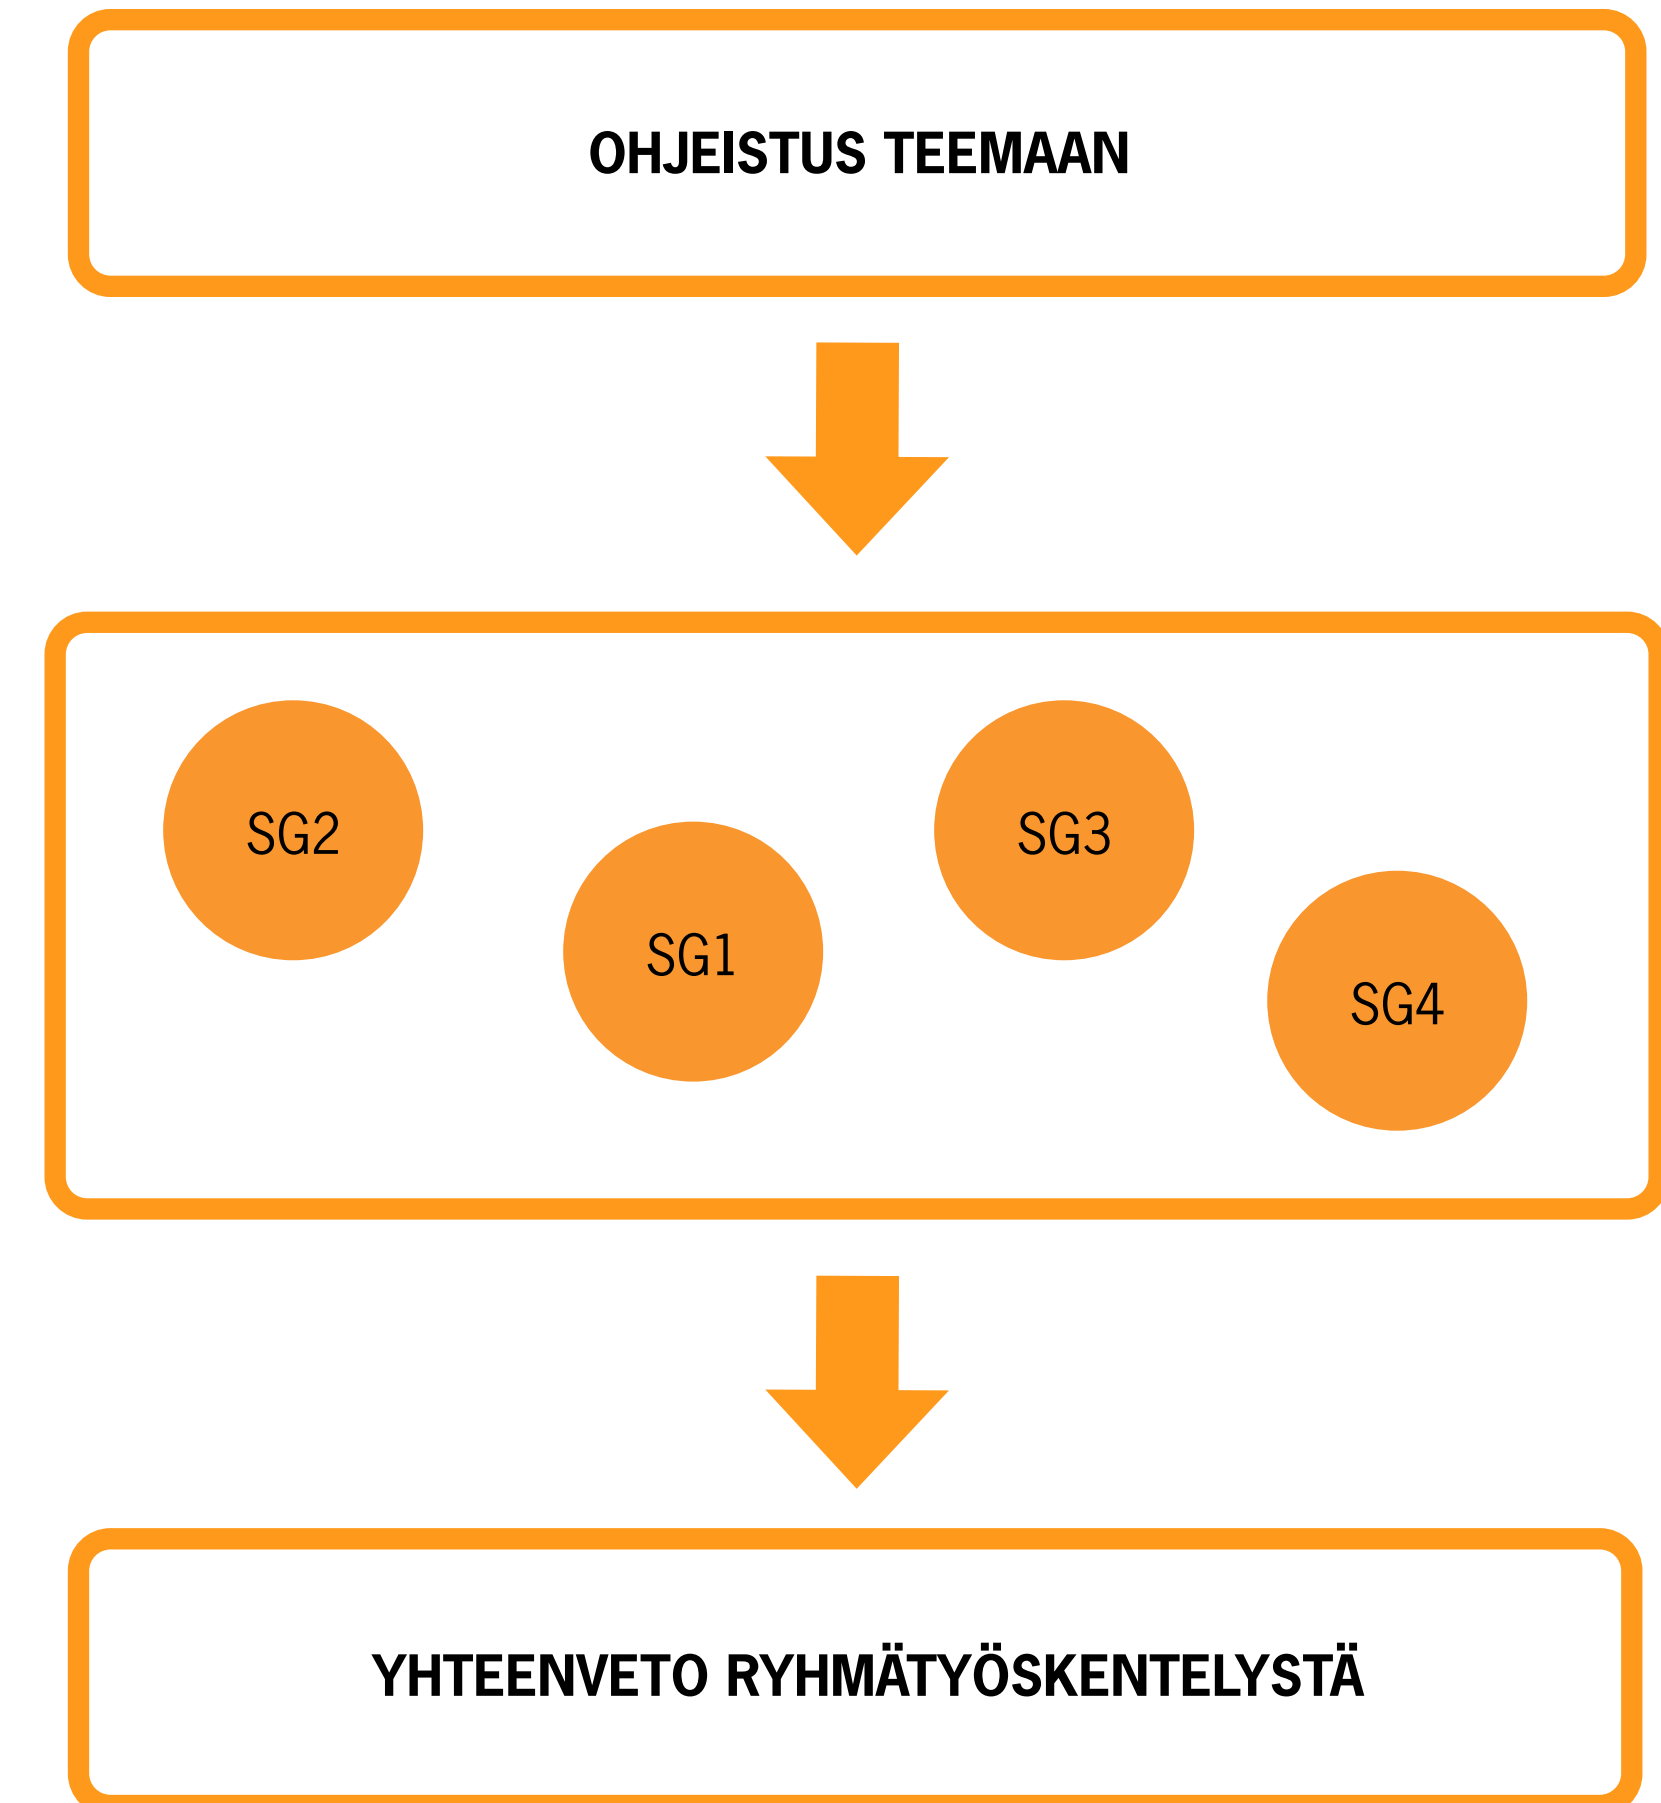 OHJEISTUS TEEMAAN
SG2
SG1
SG3
SG4
YHTEENVETO RYHMÄTYÖSKENTELYSTÄ